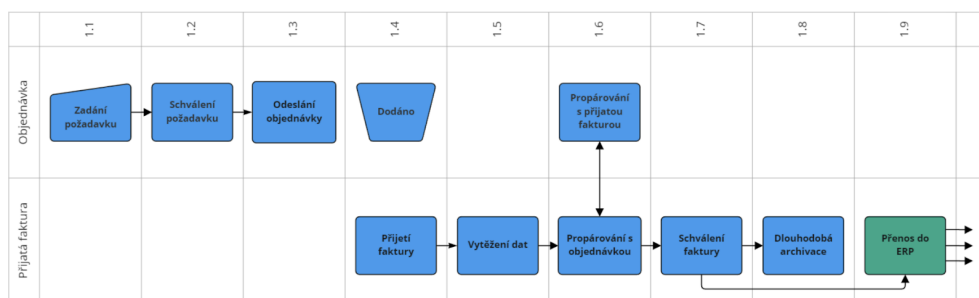 1.1
1.2
1.3
1.4
1.5
1.6
1.7
1.8
1.9
Objednávka
Zadání
požadavku
Schválení
požadavku
Odeslání
objednávky
Dodáno
Propárování
s přijatou
fakturou
Přijatá faktura
Přijetí
faktury
Vytěžení dat
Propárování s
objednávkou
Schválení
faktury
Dlouhodobá
archivace
Přenos do
ERP